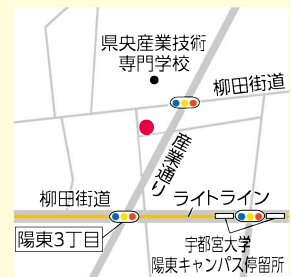 県央産業技術
専門学校
柳田街道
産業通り
柳田街道
ライトライン
陽東3丁目
宇都宮大学
陽東キャンパス停留所